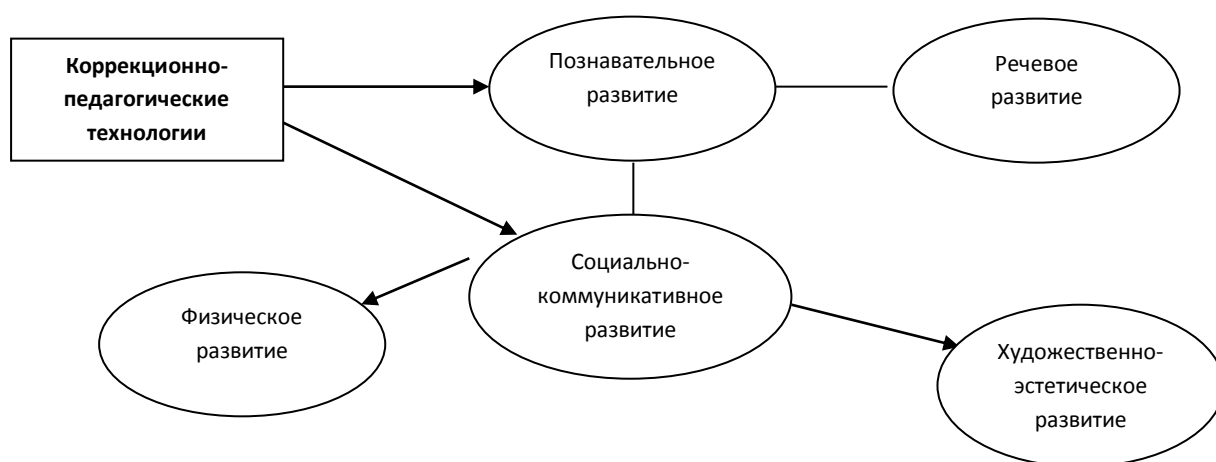 Коррекционно-
педагогические
технологии
Познавательное
развитие
Речевое
развитие
Социально-
коммуникативное
развитие
Физическое
развитие
Художественно-
эстетическое
развитие